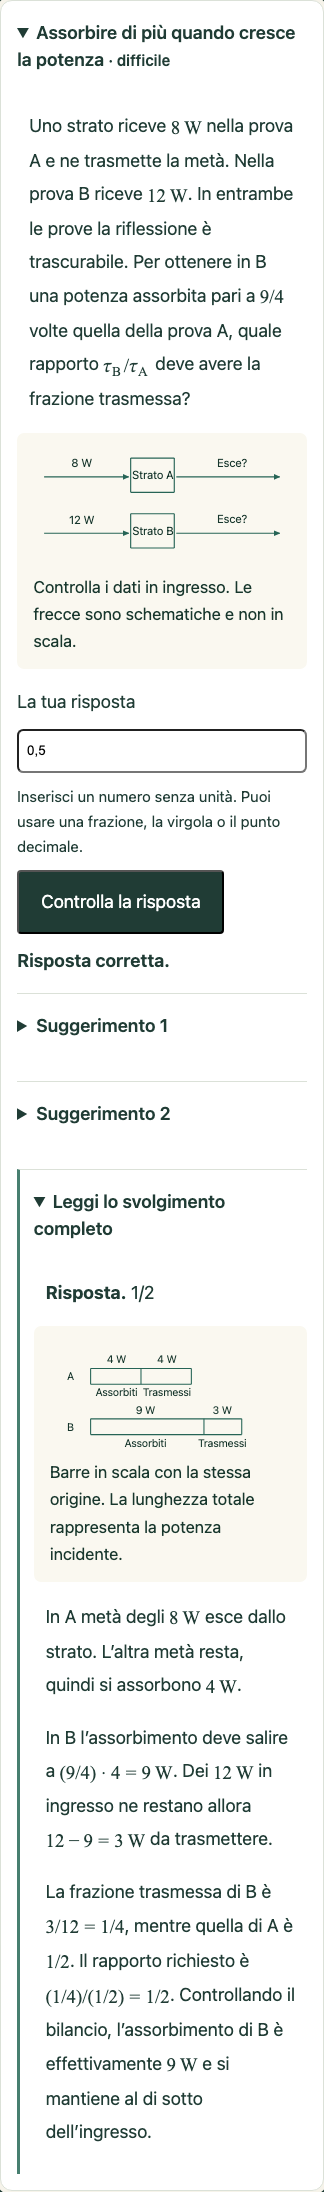 ▼ Assorbire di più quando cresce
la potenza · difficile
Uno strato riceve 8 W nella prova
A e ne trasmette la metà. Nella
prova B riceve 12 W. In entrambe
le prove la riflessione è
trascurabile. Per ottenere in B
una potenza assorbita pari a 9/4
volte quella della prova A, quale
rapporto τ_B/τ_A deve avere la
frazione trasmessa?
8 W Strato A Esce?
12 W Strato B Esce?
Controlla i dati in ingresso. Le
frecce sono schematiche e non in
scala.
La tua risposta
0,5
Inserisci un numero senza unità. Puoi
usare una frazione, la virgola o il punto
decimale.
Controlla la risposta
Risposta corretta.
▶ Suggerimento 1
▶ Suggerimento 2
▼ Leggi lo svolgimento
completo
Risposta. 1/2
4 W 4 W
A
Assorbiti Trasmessi
9 W 3 W
B
Assorbiti Trasmessi
Barre in scala con la stessa
origine. La lunghezza totale
rappresenta la potenza
incidente.
In A metà degli 8 W esce dallo
strato. L’altra metà resta,
quindi si assorbono 4 W.
In B l’assorbimento deve salire
a (9/4) · 4 = 9 W. Dei 12 W in
ingresso ne restano allora
12 − 9 = 3 W da trasmettere.
La frazione trasmessa di B è
3/12 = 1/4, mentre quella di A è
1/2. Il rapporto richiesto è
(1/4)/(1/2) = 1/2. Controllando il
bilancio, l’assorbimento di B è
effettivamente 9 W e si
mantiene al di sotto
dell’ingresso.